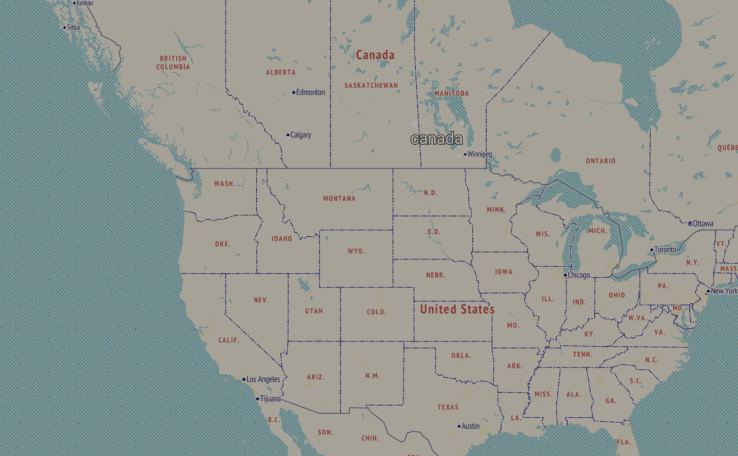 Juneau
Sitka
BRITISH
COLUMBIA
ALBERTA
Canada
SASKATCHEWAN
MANITOBA
Edmonton
Calgary
canada
Winnipeg
ONTARIO
QUÉBE
WASH.
MONTANA
N.D.
MINN.
Ottawa
ORE.
IDAHO
WYO.
S.D.
WIS.
MICH.
Toronto
VT.
N.Y.
MASS
NEBR.
IOWA
Chicago
NEV.
UTAH
COLO.
United States
ILL.
IND.
OHIO
PA.
New York
MD.
W.VA.
VA.
CALIF.
MO.
KY.
OKLA.
TENN.
N.C.
Los Angeles
ARIZ.
N.M.
ARK.
S.C.
Tijuana
TEXAS
MISS.
ALA.
GA.
B.C.
LA.
Austin
SON.
CHIH.
FLA.